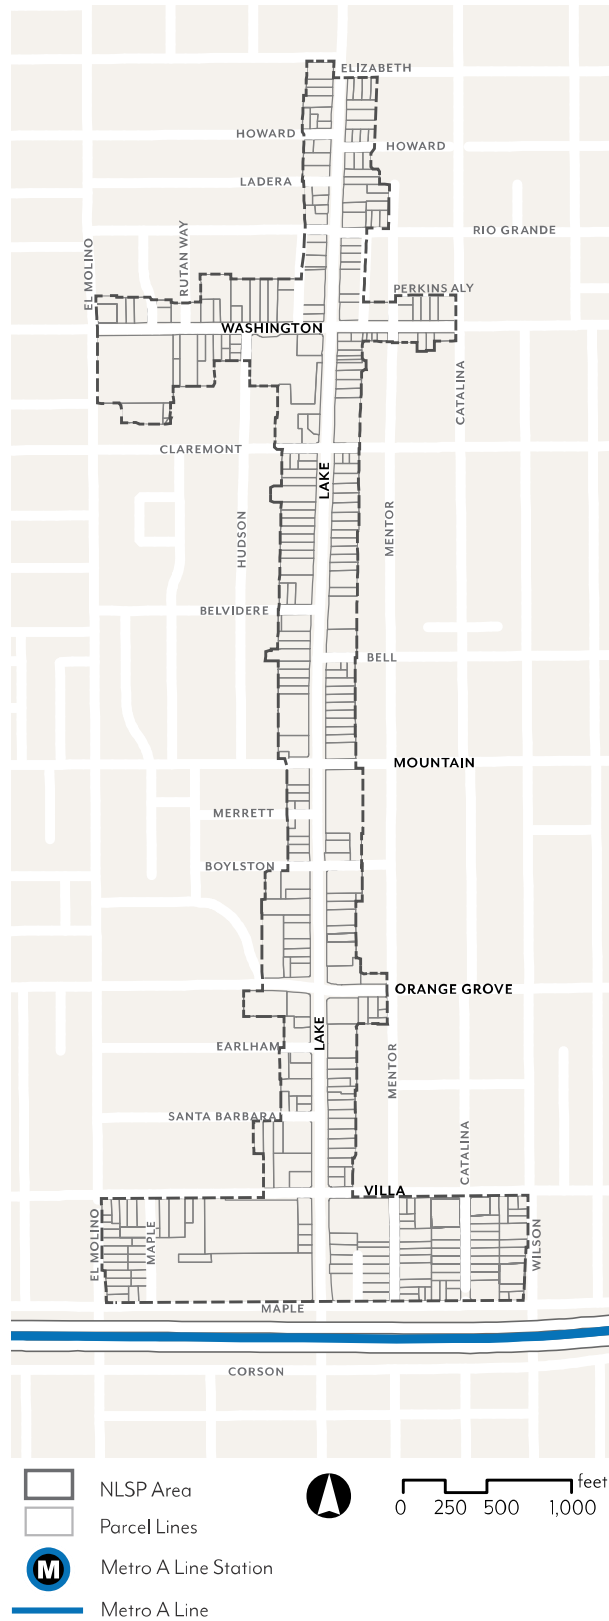 ELIZABETH
HOWARD
HOWARD
LADERA
RIO GRANDE
EL MOLINO
RUTAN WAY
PERKINS ALY
WASHINGTON
CATALINA
CLAREMONT
LAKE
HUDSON
MENTOR
BELVIDERE
BELL
MOUNTAIN
MERRETT
BOYLSTON
ORANGE GROVE
LAKE
EARLHAM
MENTOR
SANTA BARBARA
CATALINA
VILLA
EL MOLINO
MAPLE
WILSON
MAPLE
CORSON
NLSP Area
Parcel Lines
M Metro A Line Station
Metro A Line
feet
0 250 500 1,000